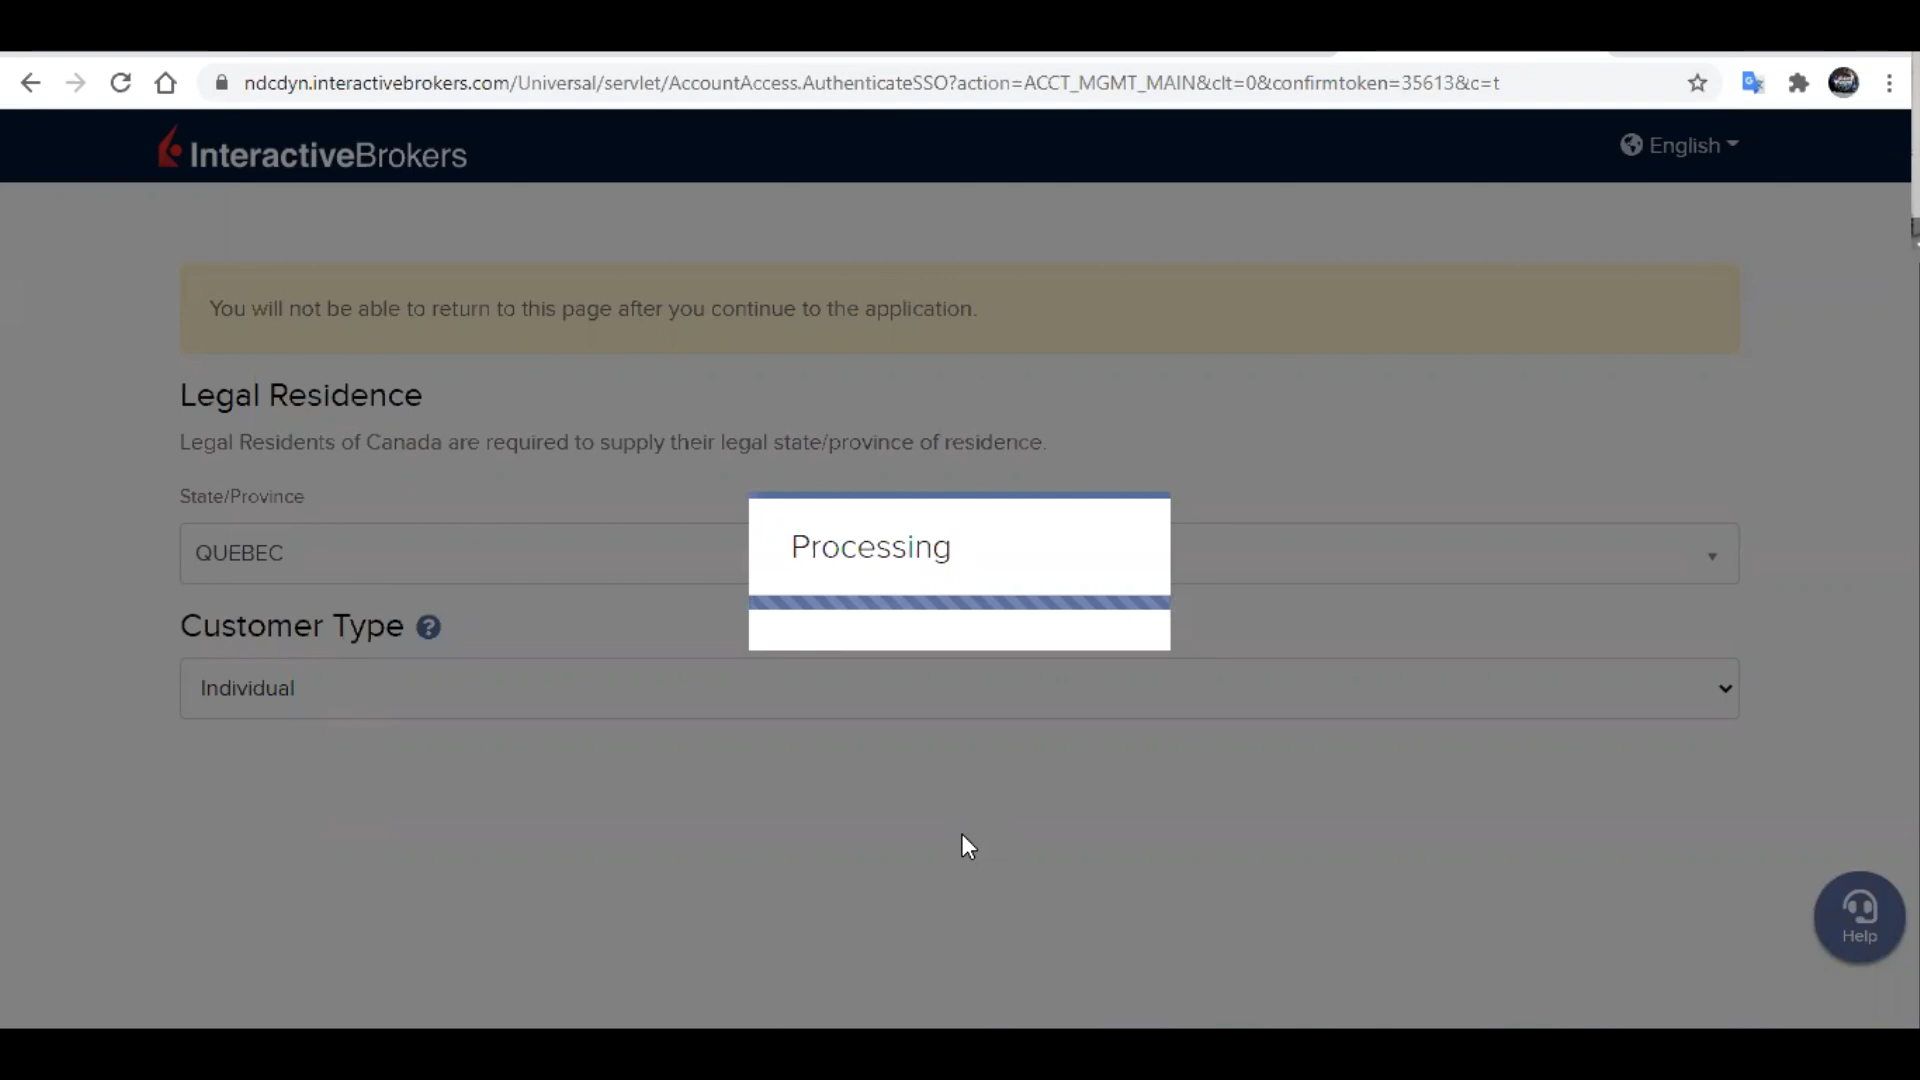 ndcdyn.interactivebrokers.com/Universal/servlet/AccountAccess.AuthenticateSSO?action=ACCT_MGMT_MAIN&clt=0&confirmtoken=35613&c=t
InteractiveBrokers
English
You will not be able to return to this page after you continue to the application.
Legal Residence
Legal Residents of Canada are required to supply their legal state/province of residence.
State/Province
QUEBEC
Processing
Customer Type ?
Individual
Help